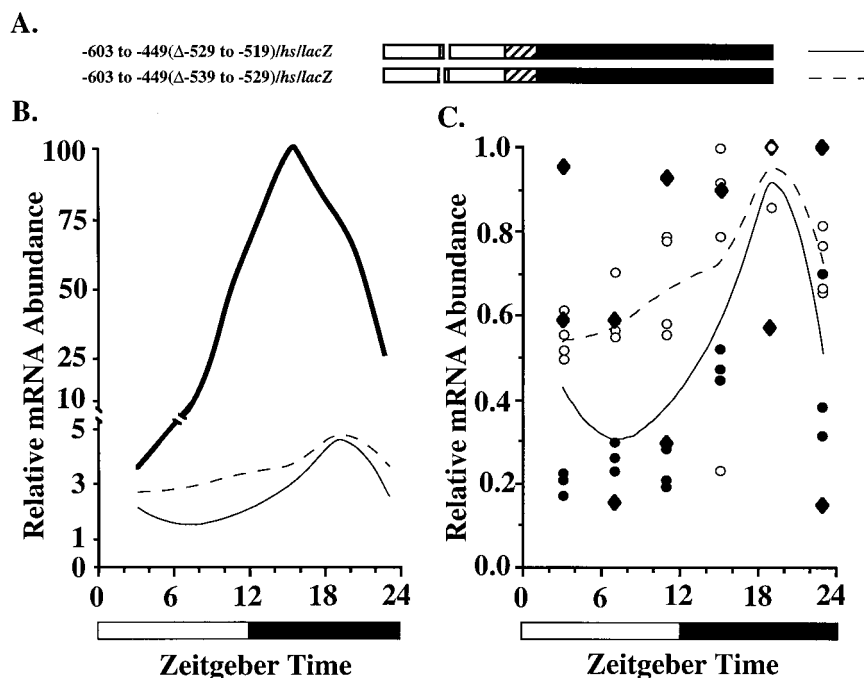 A.
-603 to -449(Δ-529 to -519)/hs/lacZ
-603 to -449(Δ-539 to -529)/hs/lacZ
B.
Relative mRNA Abundance
100
75
50
25
10
5
3
1
0
0 6 12 18 24
Zeitgeber Time
C.
Relative mRNA Abundance
1.0
0.8
0.6
0.4
0.2
0.0
0 6 12 18 24
Zeitgeber Time